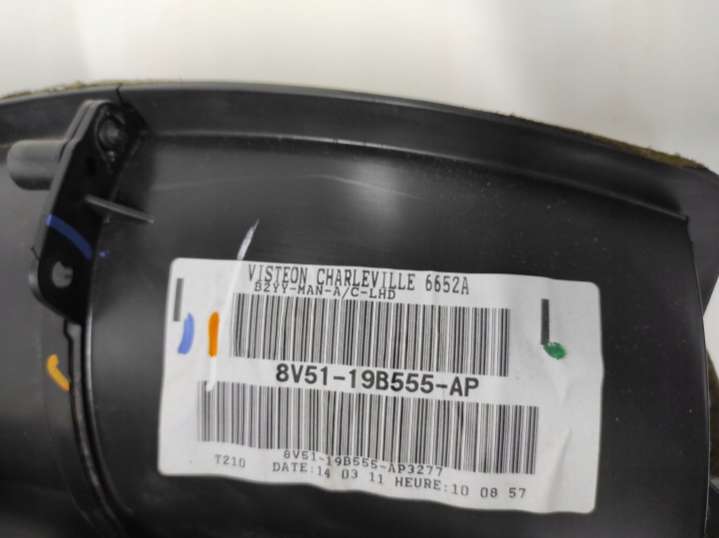 VISTEON CHARLEVILLE 6652A
B2YY-MAN-A/C-LHD
8V51-19B555-AP
8V51-19B555-AP3277
T210 DATE:14 03 11 HEURE:10 08 57